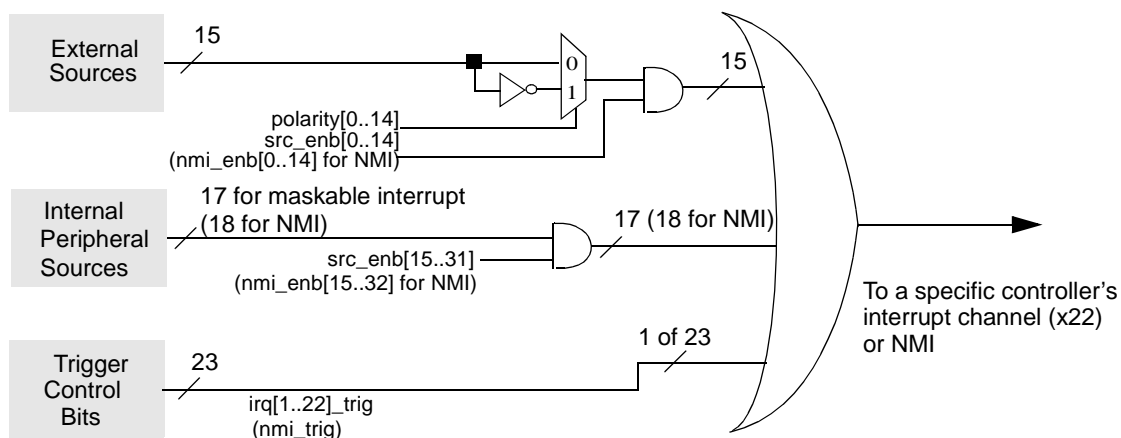 External
Sources
15
0
1
15
polarity[0..14]
src_enb[0..14]
(nmi_enb[0..14] for NMI)
Internal
Peripheral
Sources
17 for maskable interrupt
(18 for NMI)
17 (18 for NMI)
src_enb[15..31]
(nmi_enb[15..32] for NMI)
To a specific controller's
interrupt channel (x22)
or NMI
Trigger
Control
Bits
23
1 of 23
irq[1..22]_trig
(nmi_trig)